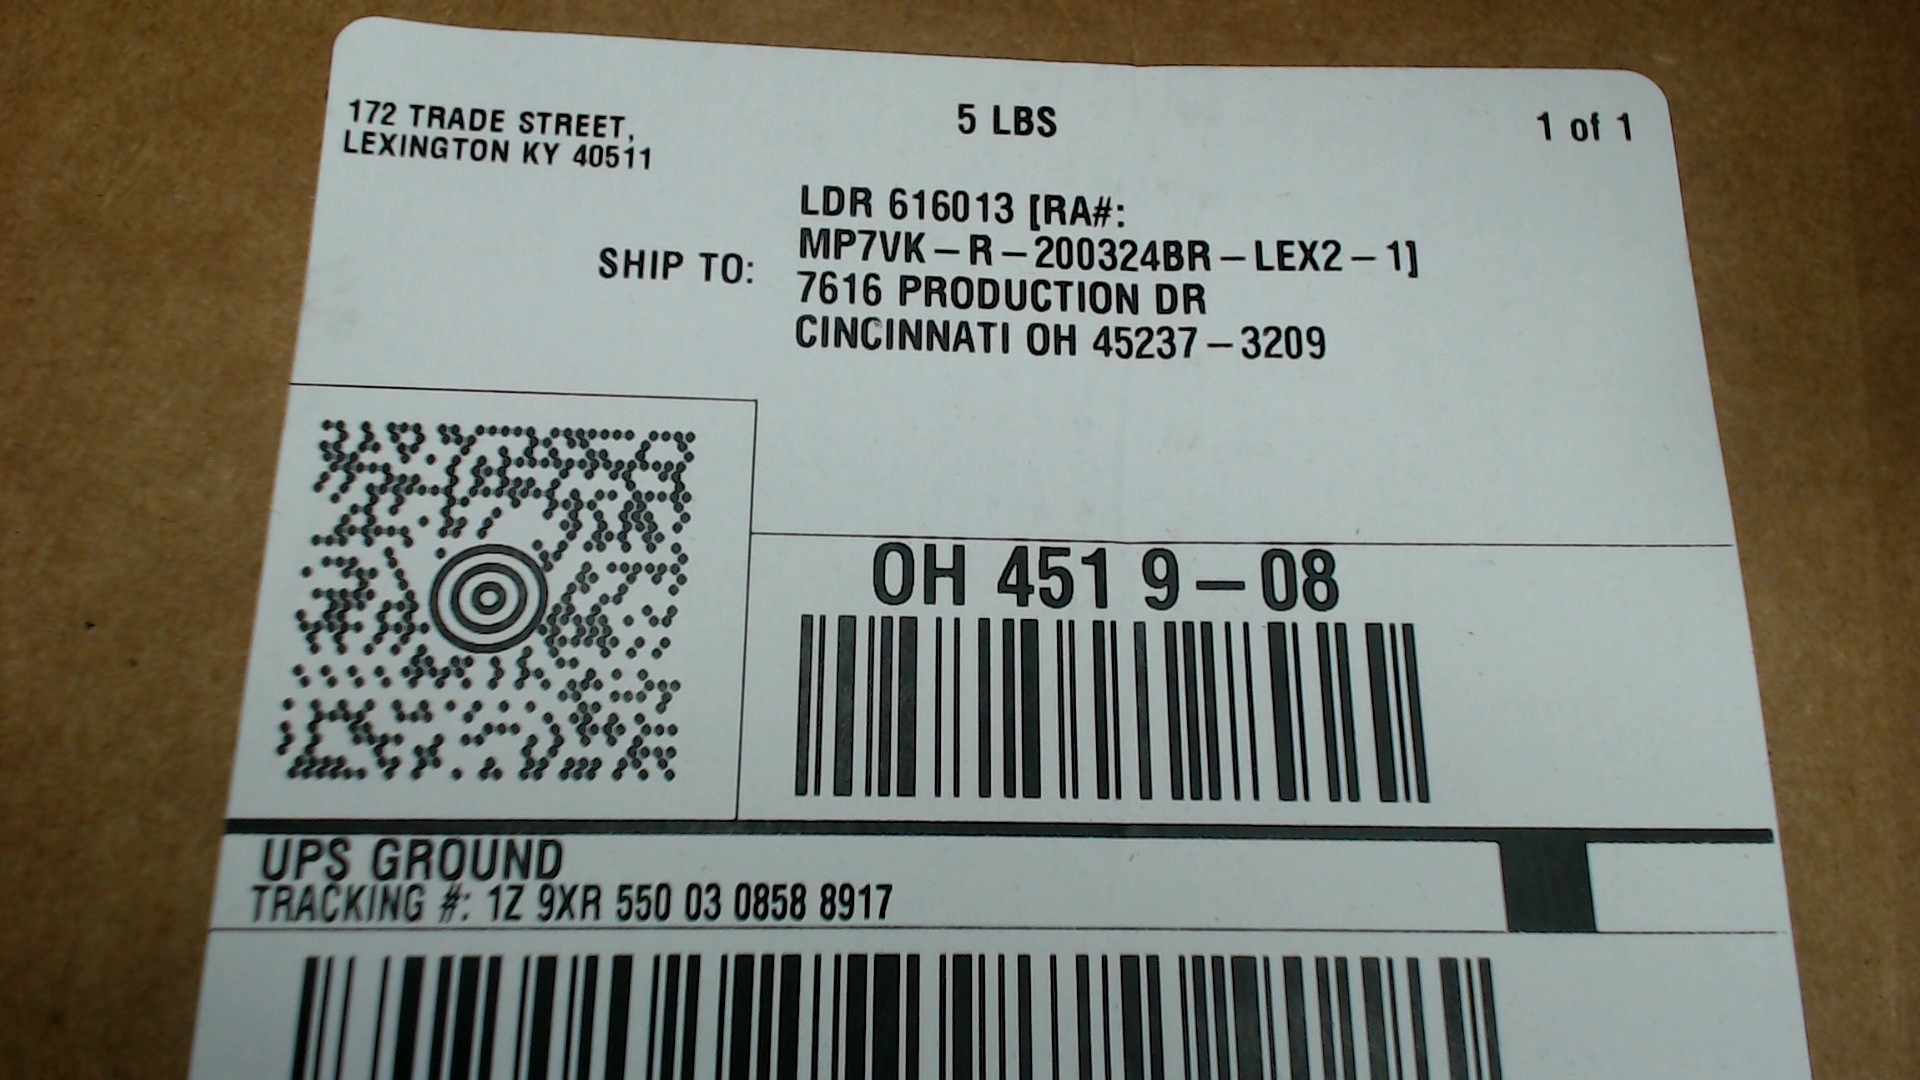 172 TRADE STREET,
LEXINGTON KY 40511
5 LBS
1 of 1
SHIP TO:
LDR 616013 [RA#:
MP7VK-R-200324BR-LEX2-1]
7616 PRODUCTION DR
CINCINNATI OH 45237-3209
OH 451 9-08
UPS GROUND
TRACKING #: 1Z 9XR 550 03 0858 8917